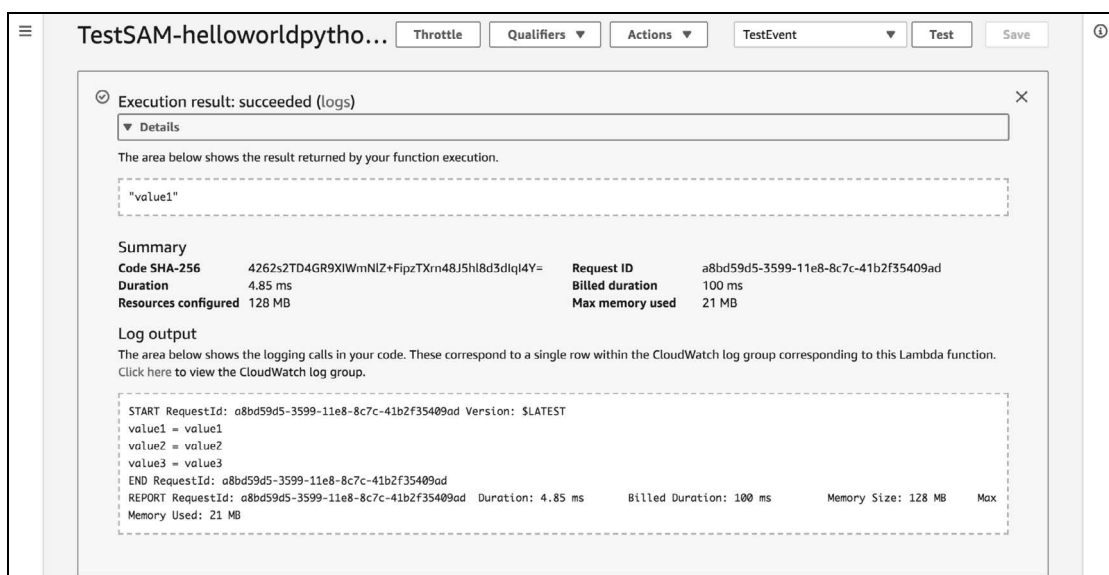 TestSAM-helloworldpytho... Throttle Qualifiers Actions TestEvent Test Save
Execution result: succeeded (logs)
Details
The area below shows the result returned by your function execution.
"value1"
Summary
Code SHA-256 4262s2TD4GR9XIWmNlZ+FipzTXrn48J5hl8d3dIqI4Y= Request ID a8bd59d5-3599-11e8-8c7c-41b2f35409ad
Duration 4.85 ms Billed duration 100 ms
Resources configured 128 MB Max memory used 21 MB
Log output
The area below shows the logging calls in your code. These correspond to a single row within the CloudWatch log group corresponding to this Lambda function.
Click here to view the CloudWatch log group.
START RequestId: a8bd59d5-3599-11e8-8c7c-41b2f35409ad Version: $LATEST
value1 = value1
value2 = value2
value3 = value3
END RequestId: a8bd59d5-3599-11e8-8c7c-41b2f35409ad
REPORT RequestId: a8bd59d5-3599-11e8-8c7c-41b2f35409ad Duration: 4.85 ms Billed Duration: 100 ms Memory Size: 128 MB Max
Memory Used: 21 MB